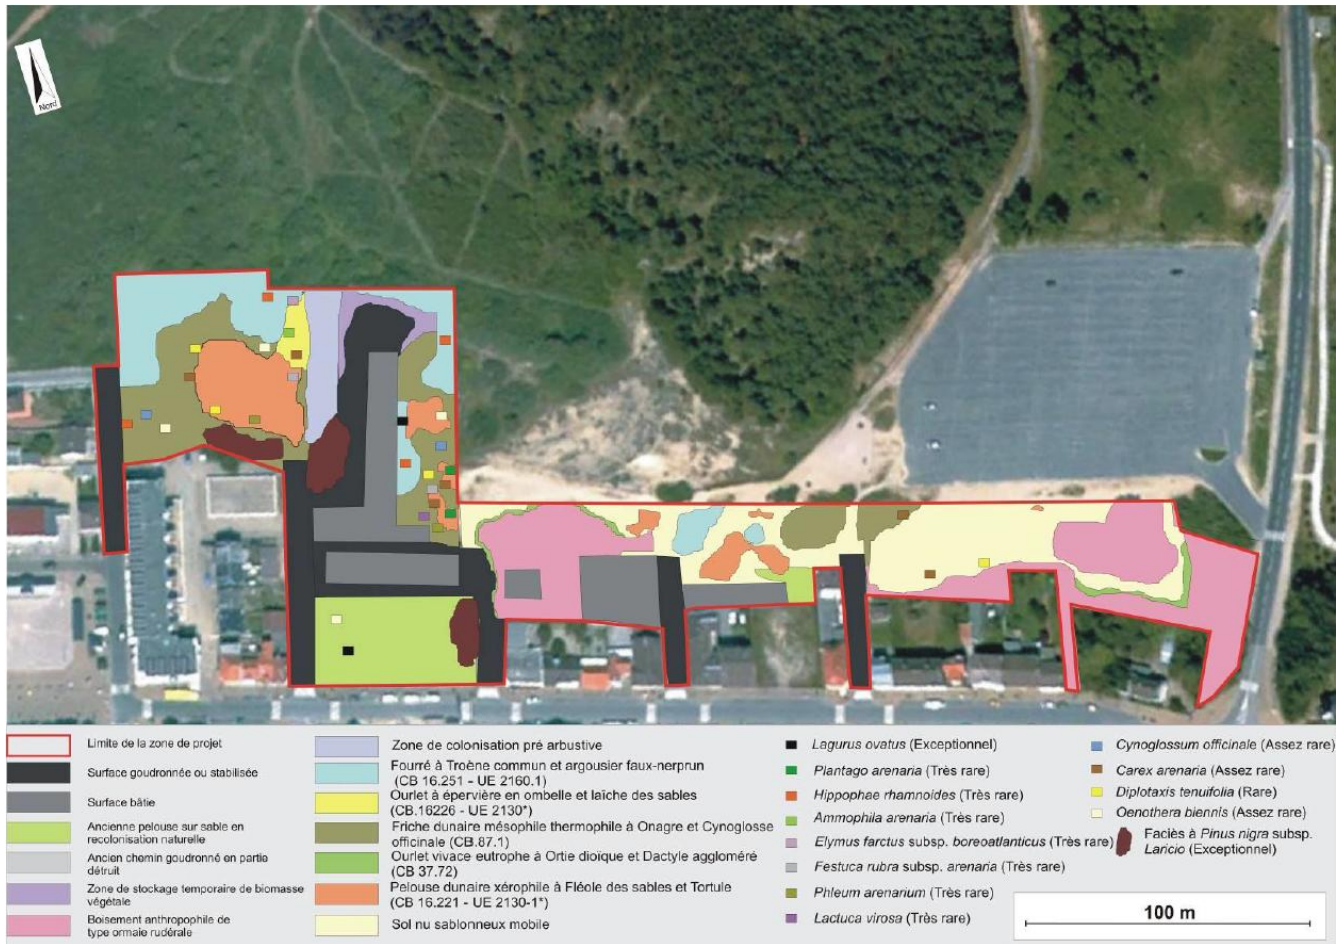 Nord
Limite de la zone de projet
Surface goudronnée ou stabilisée
Surface bâtie
Ancienne pelouse sur sable en
recolonisation naturelle
Ancien chemin goudronné en partie
détruit
Zone de stockage temporaire de biomasse
végétale
Boisement anthropophile de
type ormaie rudérale
Zone de colonisation pré arbustive
Fourré à Troène commun et argousier faux-nerprun
(CB 16.251 - UE 2160.1)
Ourlet à épervière en ombelle et laîche des sables
(CB.16226 - UE 2130*)
Friche dunaire mésophile thermophile à Onagre et Cynoglosse
officinale (CB.87.1)
Ourlet vivace eutrophe à Ortie dioïque et Dactyle aggloméré
(CB 37.72)
Pelouse dunaire xérophile à Fléole des sables et Tortule
(CB 16.221 - UE 2130-1*)
Sol nu sablonneux mobile
Lagurus ovatus (Exceptionnel)
Plantago arenaria (Très rare)
Hippophae rhamnoides (Très rare)
Ammophila arenaria (Très rare)
Elymus farctus subsp. boreoatlanticus (Très rare)
Festuca rubra subsp. arenaria (Très rare)
Phleum arenarium (Très rare)
Lactuca virosa (Très rare)
Cynoglossum officinale (Assez rare)
Carex arenaria (Assez rare)
Diplotaxis tenuifolia (Rare)
Oenothera biennis (Assez rare)
Faciès à Pinus nigra subsp.
Laricio (Exceptionnel)
100 m